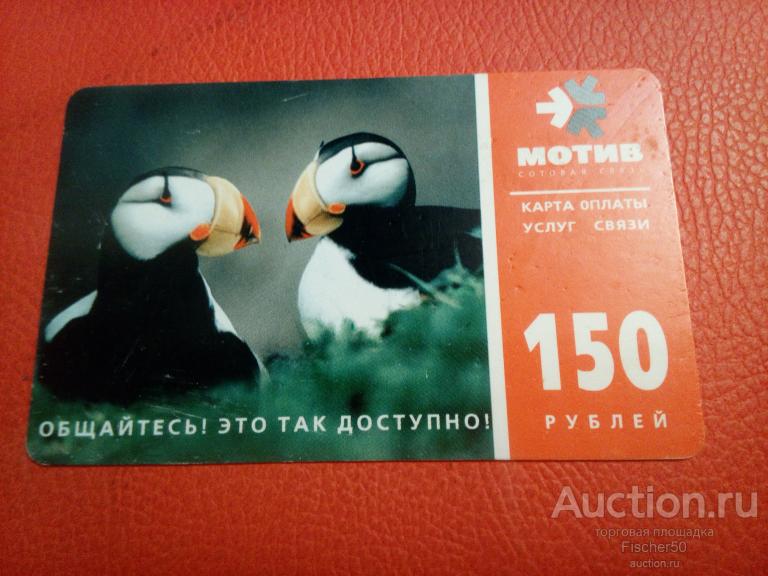 МОТИВ
СОТОВАЯ СВЯЗЬ
КАРТА ОПЛАТЫ
УСЛУГ СВЯЗИ
150
РУБЛЕЙ
ОБЩАЙТЕСЬ! ЭТО ТАК ДОСТУПНО!
Auction.ru
торговая площадка
Fischer50
auction.ru